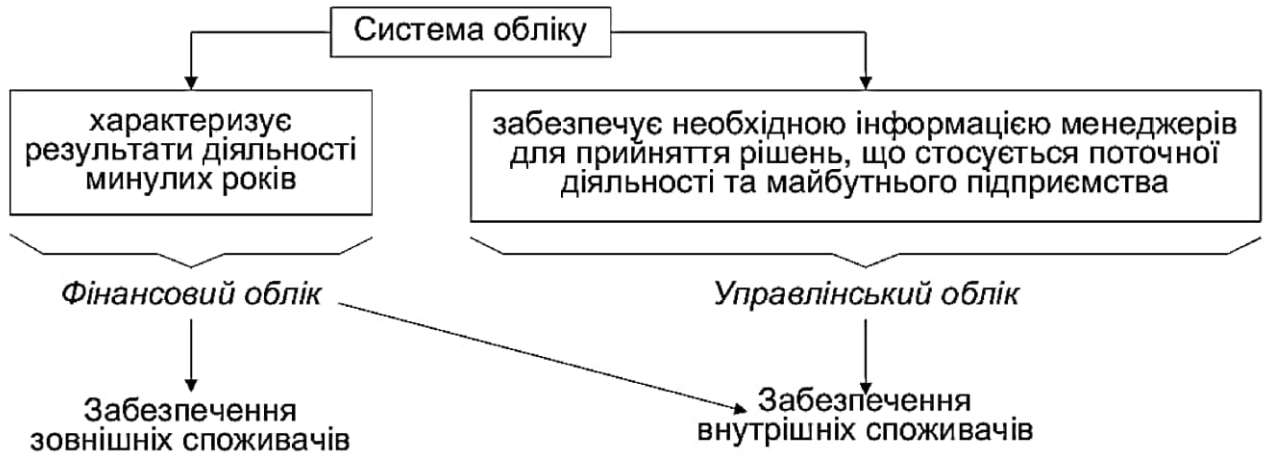 Система обліку
характеризує
результати діяльності
минулих років
забезпечує необхідною інформацією менеджерів
для прийняття рішень, що стосується поточної
діяльності та майбутнього підприємства
Фінансовий облік
Управлінський облік
Забезпечення
зовнішніх споживачів
Забезпечення
внутрішніх споживачів